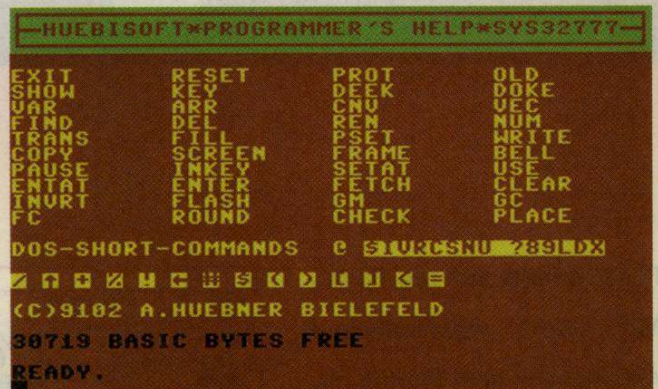 HUEBISOFT*PROGRAMMER'S HELP*SYS32777
EXIT RESET PROT OLD
SHOW KEY DEEK DOKE
VAR ARR CNV VEC
FIND DEL REN NUM
TRANS FILL PSET WRITE
COPY SCREEN FRAME BELL
PAUSE INKEY SETAT USE
ENTAT ENTER FETCH CLEAR
INVRT FLASH GM GC
FC ROUND CHECK PLACE
DOS-SHORT-COMMANDS @ $IVRCSNU ?89LDX
/ ↑ + % ! ← # $ ( ) [ ] < =
(C)9102 A.HUEBNER BIELEFELD
30719 BASIC BYTES FREE
READY.